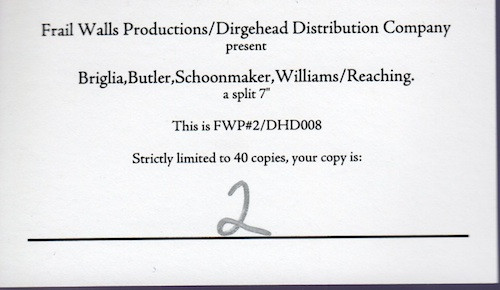 Frail Walls Productions/Dirgehead Distribution Company
present
Briglia,Butler,Schoonmaker,Williams/Reaching.
a split 7"
This is FWP#2/DHD008
Strictly limited to 40 copies, your copy is:
2